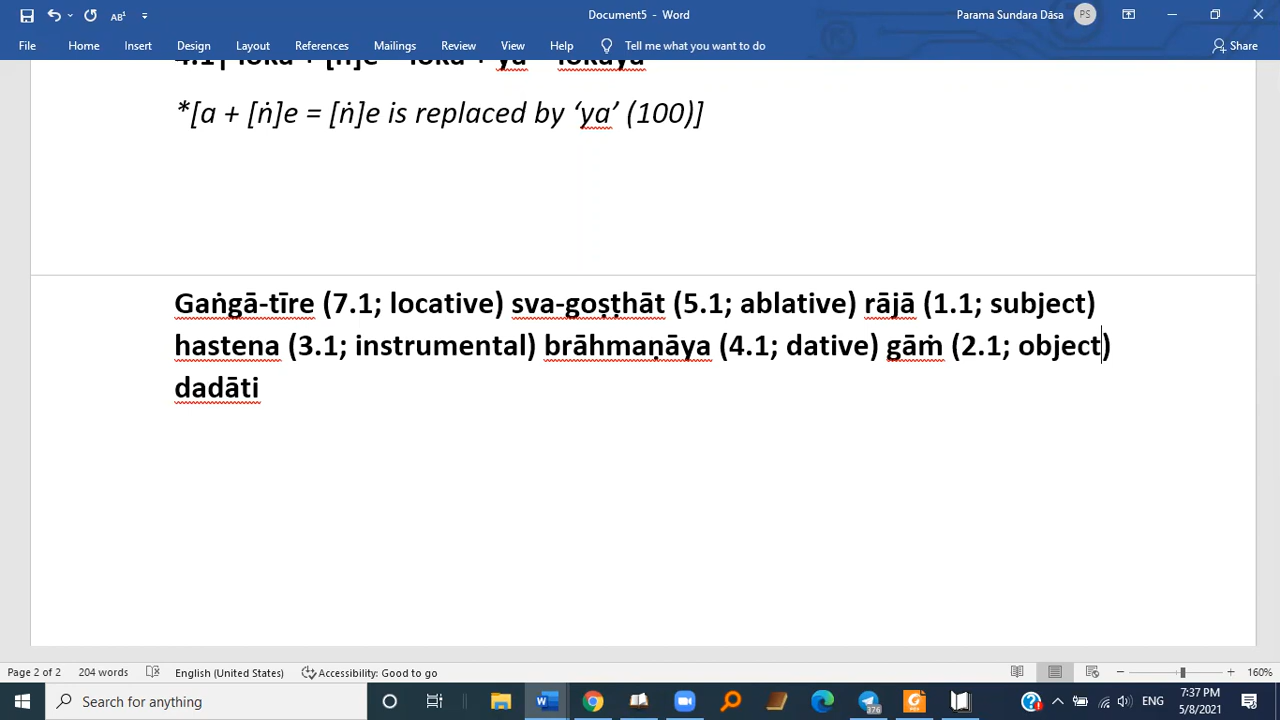 Document5 - Word
Parama Sundara Dāsa PS
File Home Insert Design Layout References Mailings Review View Help Tell me what you want to do Share
*[a + [ṅ]e = [ṅ]e is replaced by ‘ya’ (100)]
Gaṅgā-tīre (7.1; locative) sva-goṣṭhāt (5.1; ablative) rājā (1.1; subject)
hastena (3.1; instrumental) brāhmaṇāya (4.1; dative) gāṁ (2.1; object)
dadāti
Page 2 of 2 204 words English (United States) Accessibility: Good to go 160%
Search for anything 376 ENG 7:37 PM
5/8/2021